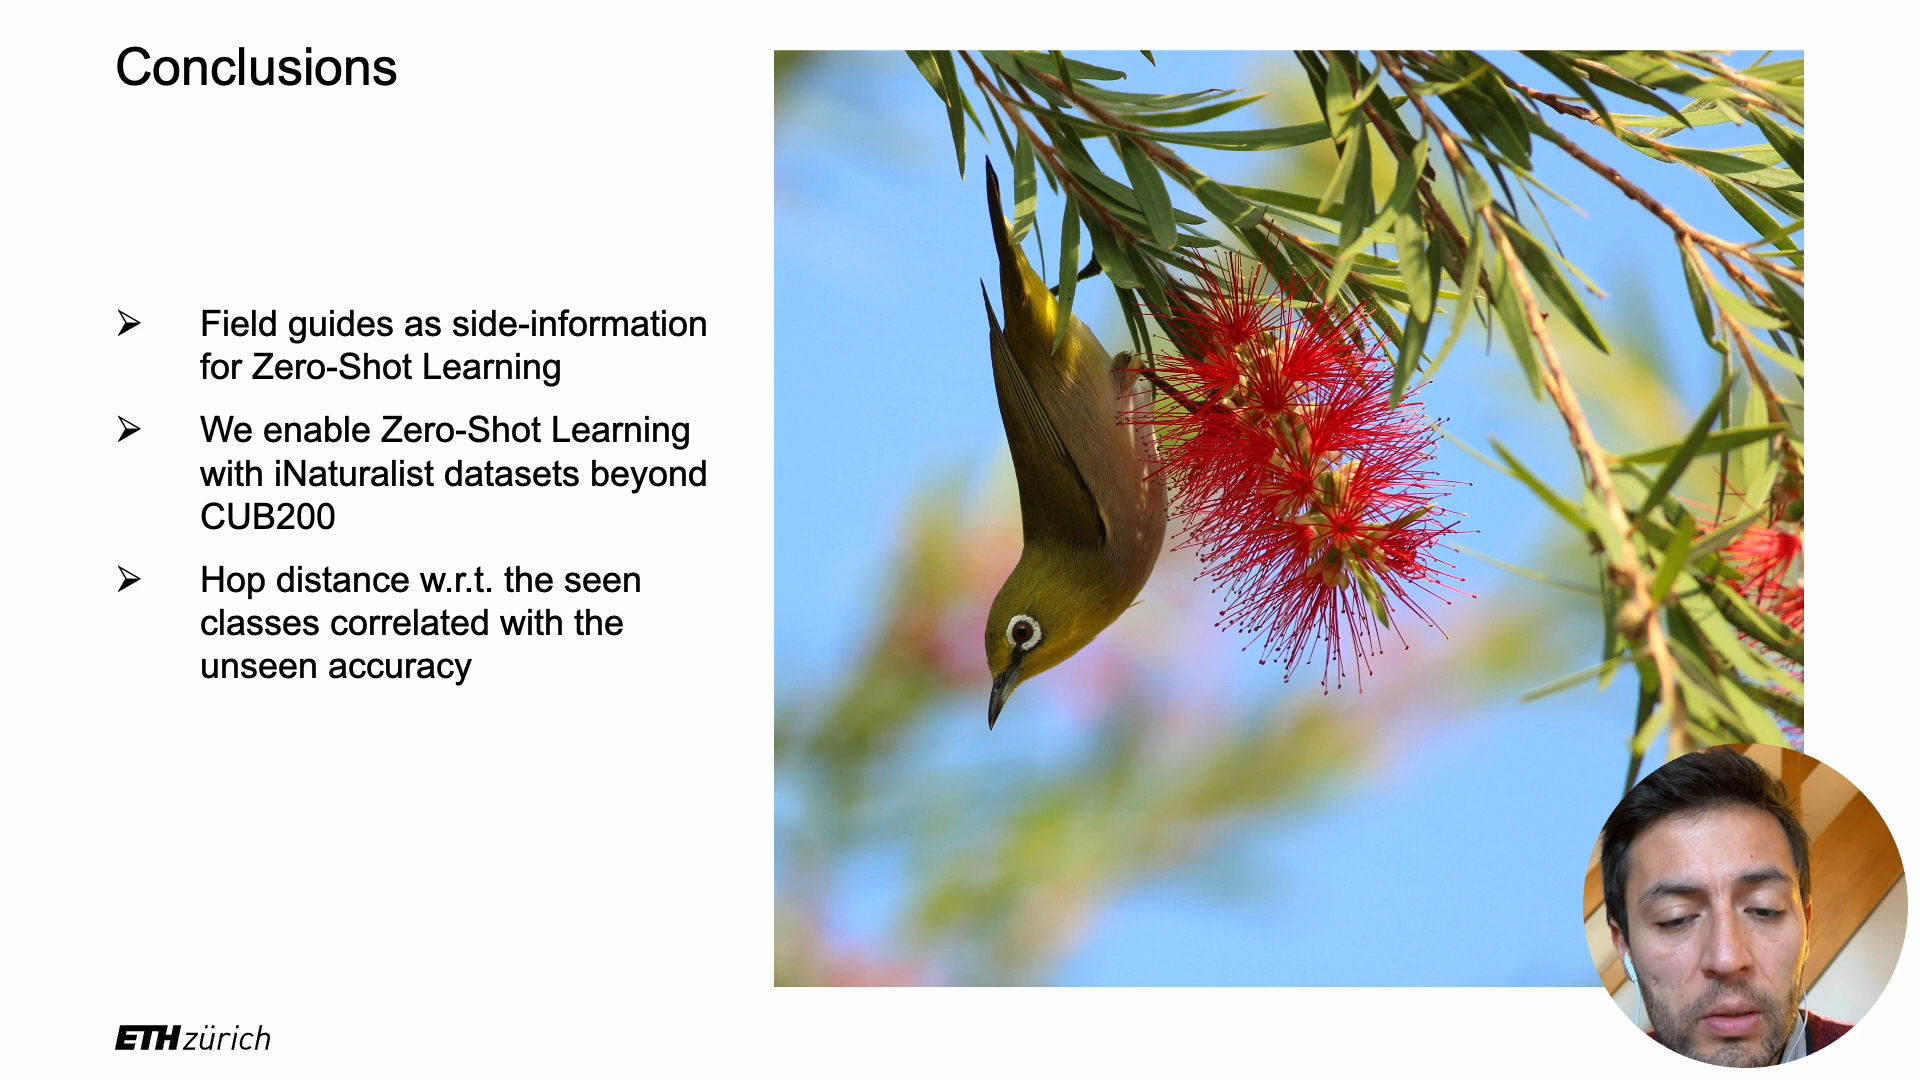 Conclusions
➢ Field guides as side-information
for Zero-Shot Learning
➢ We enable Zero-Shot Learning
with iNaturalist datasets beyond
CUB200
➢ Hop distance w.r.t. the seen
classes correlated with the
unseen accuracy
ETH zürich